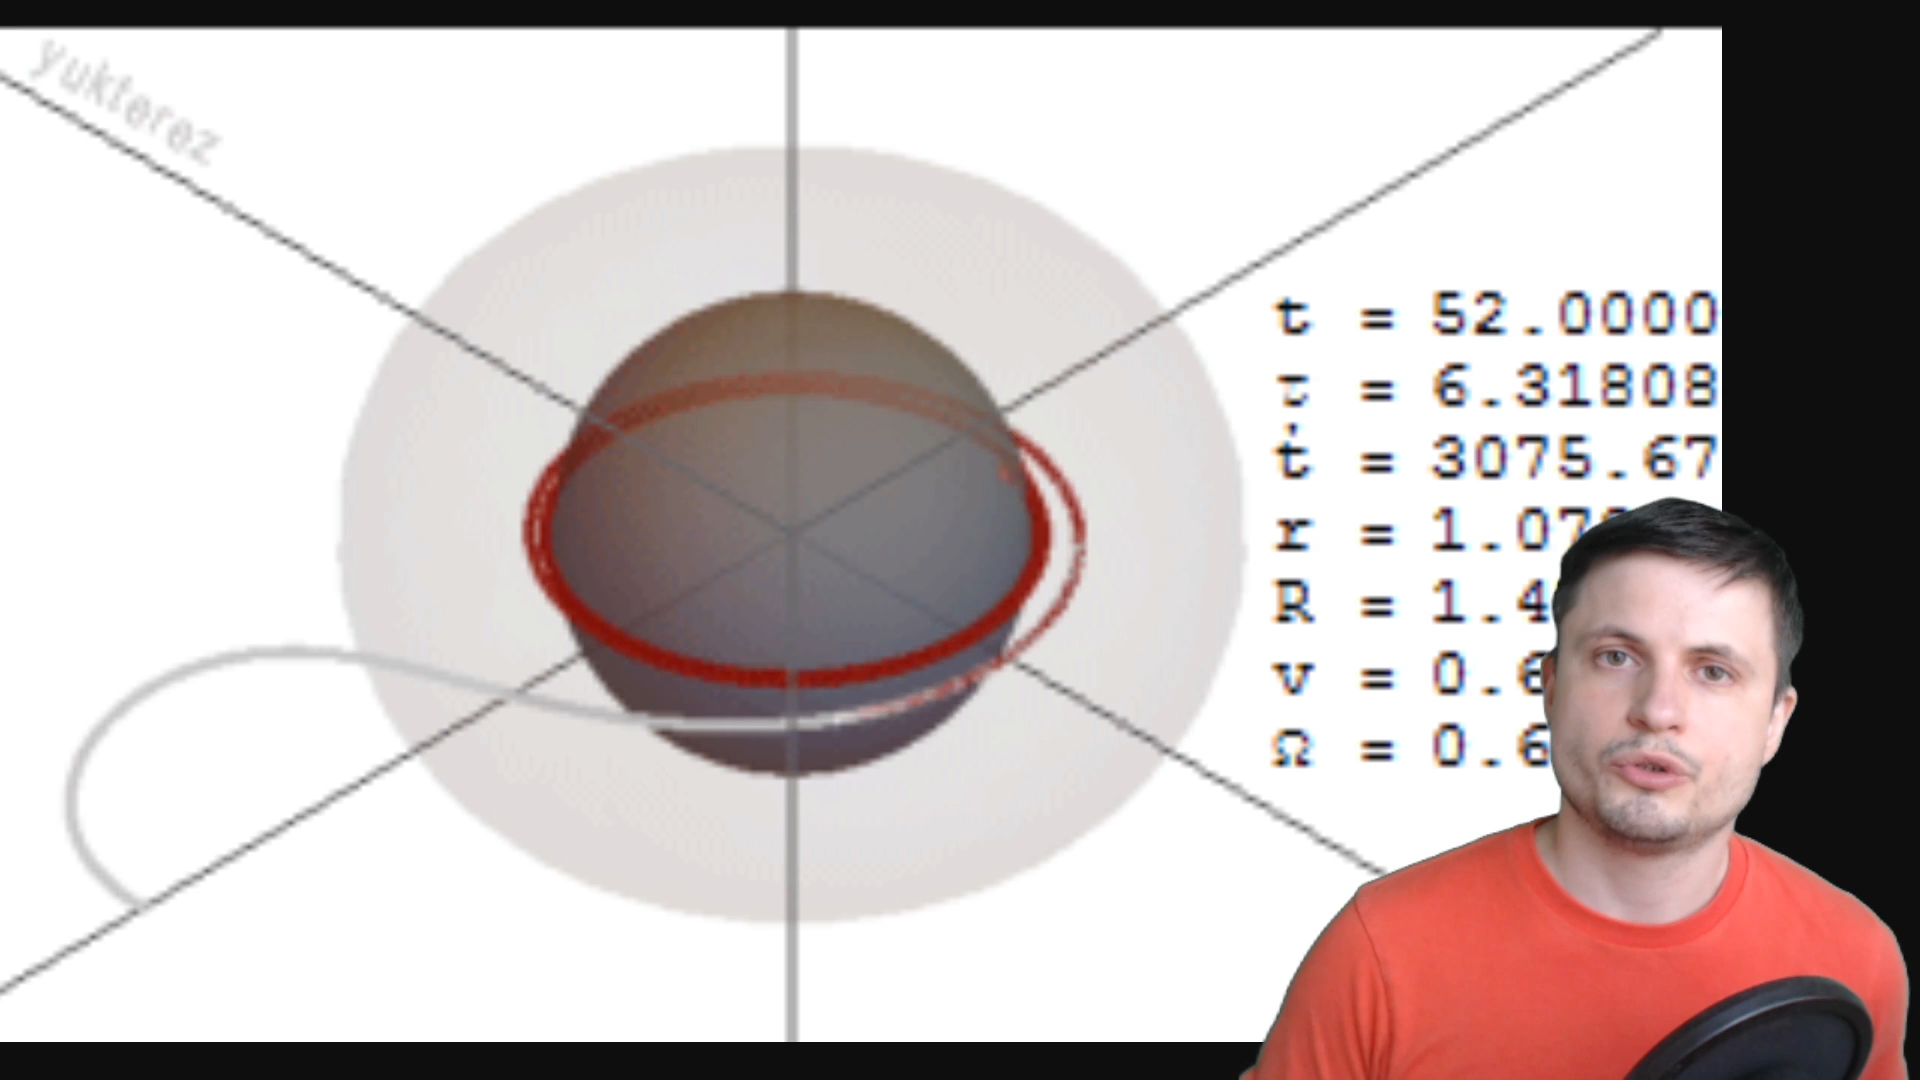 yukterez
t = 52.0000
τ = 6.31808
ṫ = 3075.67
r = 1.07
R = 1.4
v = 0.6
Ω = 0.6